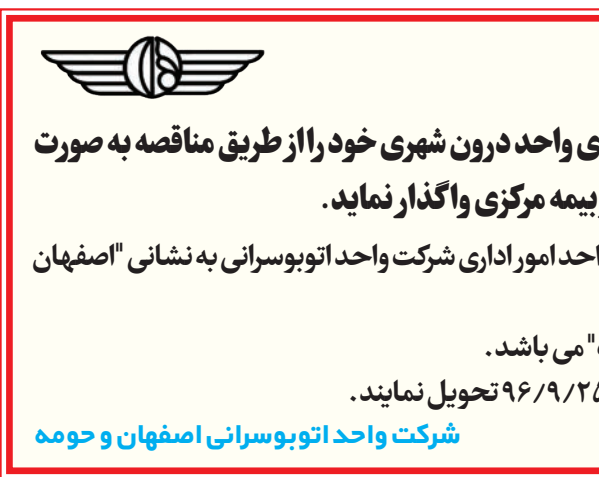 ی واحد درون شهری خود را از طریق مناقصه به صورت
بیمه مرکزی واگذار نماید.
احد امور اداری شرکت واحد اتوبوسرانی به نشانی "اصفهان
" می باشد.
۹۶/۹/۲۵ تحویل نمایند.
شرکت واحد اتوبوسرانی اصفهان و حومه